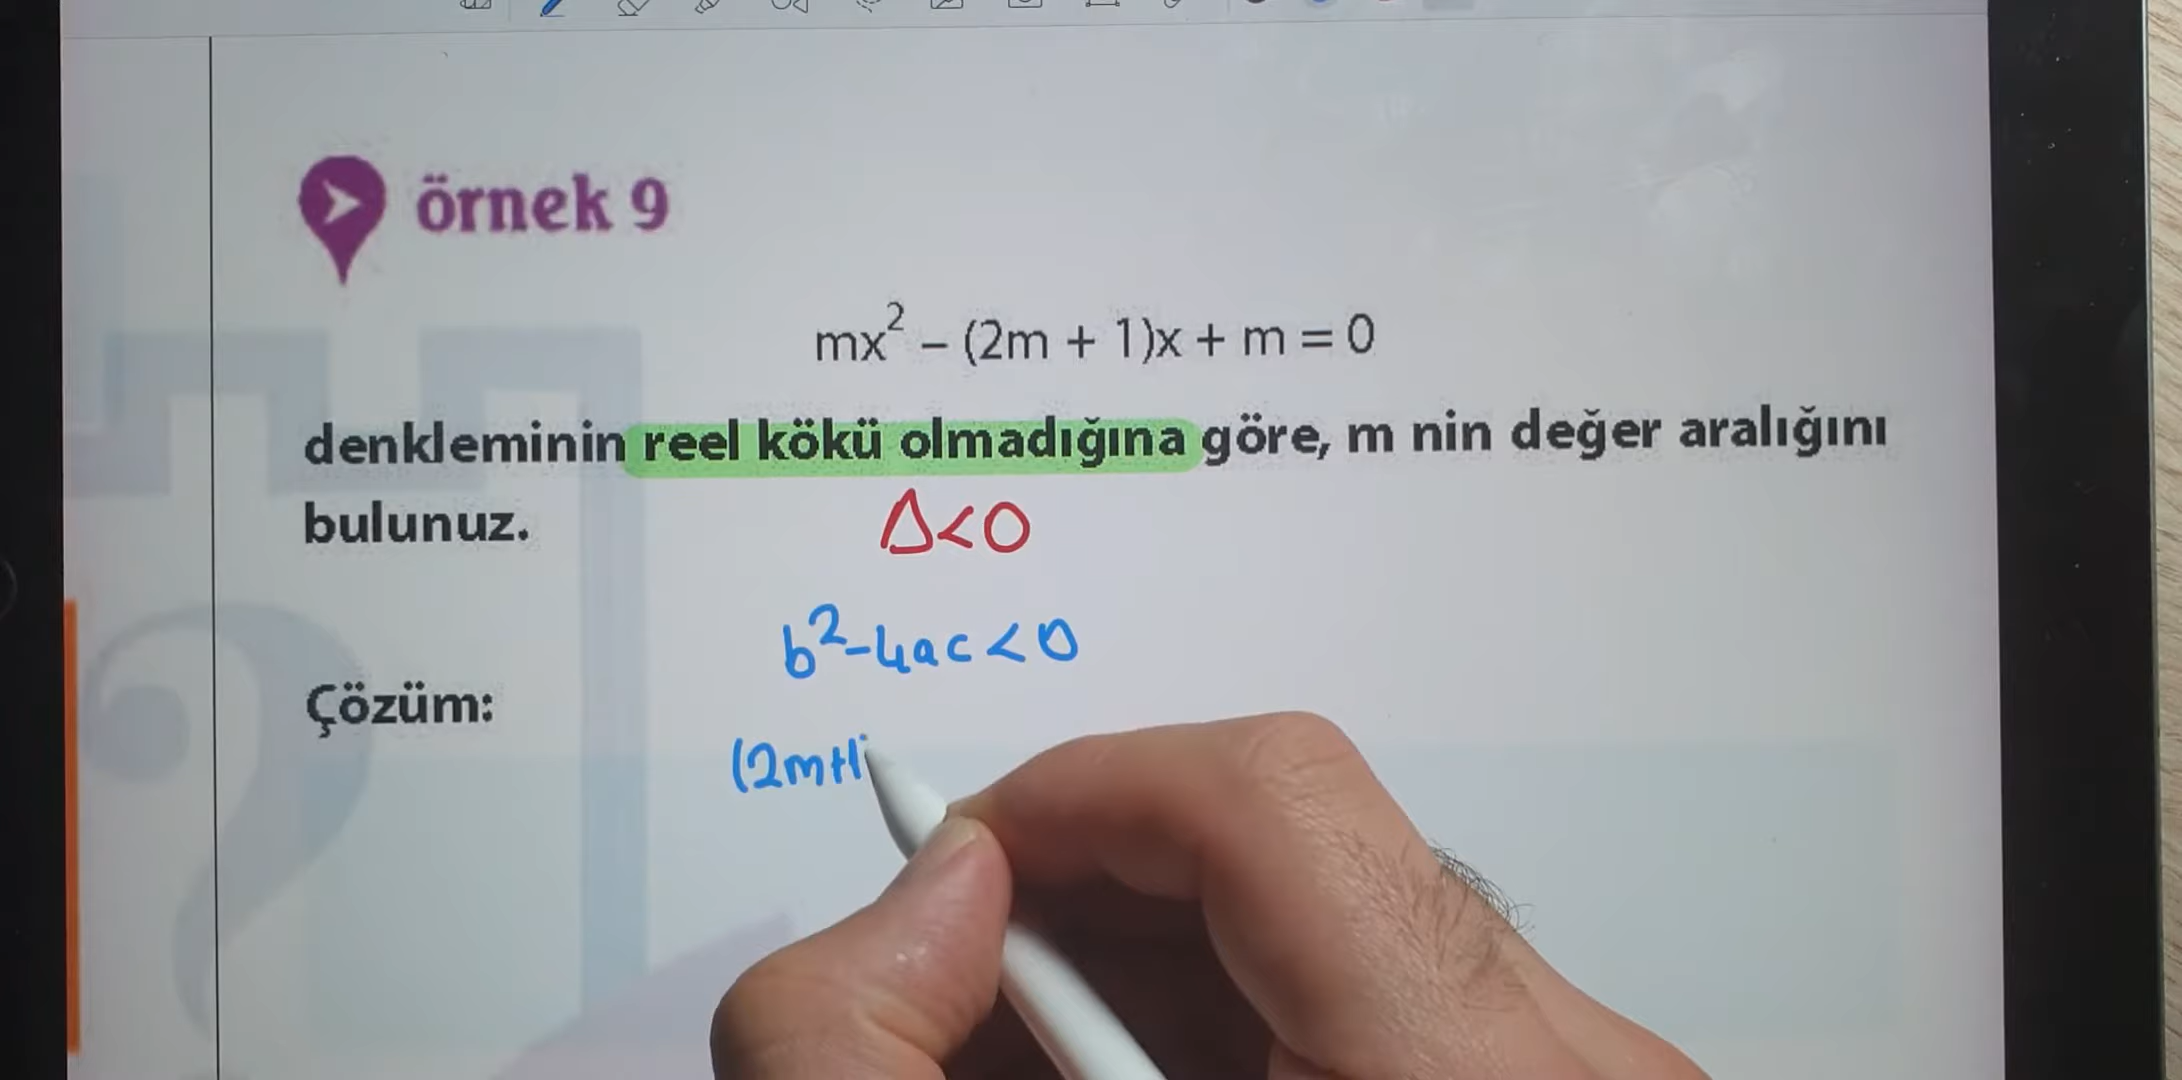 örnek 9
mx² – (2m + 1)x + m = 0
denkleminin reel kökü olmadığına göre, m nin değer aralığını
bulunuz.
Δ<0
b²-4ac<0
Çözüm:
(2m+1